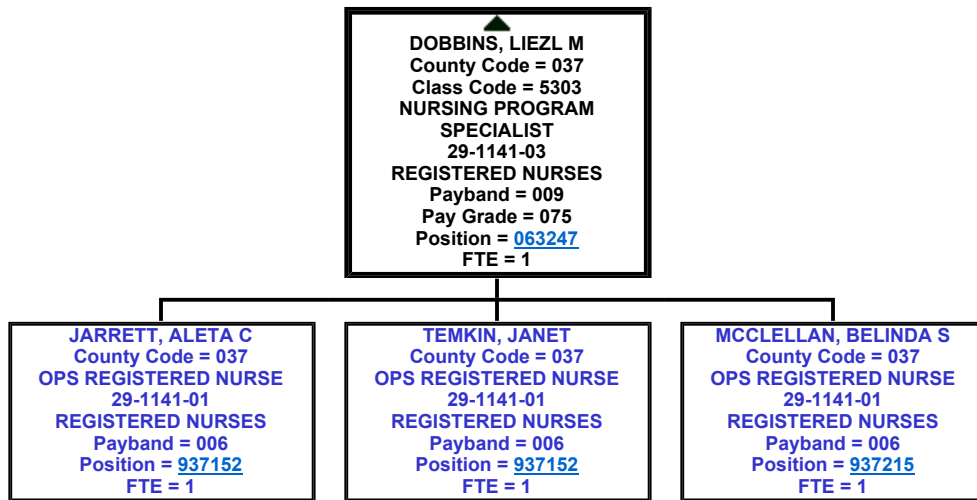 DOBBINS, LIEZL M
County Code = 037
Class Code = 5303
NURSING PROGRAM
SPECIALIST
29-1141-03
REGISTERED NURSES
Payband = 009
Pay Grade = 075
Position = 063247
FTE = 1
JARRETT, ALETA C
County Code = 037
OPS REGISTERED NURSE
29-1141-01
REGISTERED NURSES
Payband = 006
Position = 937152
FTE = 1
TEMKIN, JANET
County Code = 037
OPS REGISTERED NURSE
29-1141-01
REGISTERED NURSES
Payband = 006
Position = 937152
FTE = 1
MCCLELLAN, BELINDA S
County Code = 037
OPS REGISTERED NURSE
29-1141-01
REGISTERED NURSES
Payband = 006
Position = 937215
FTE = 1